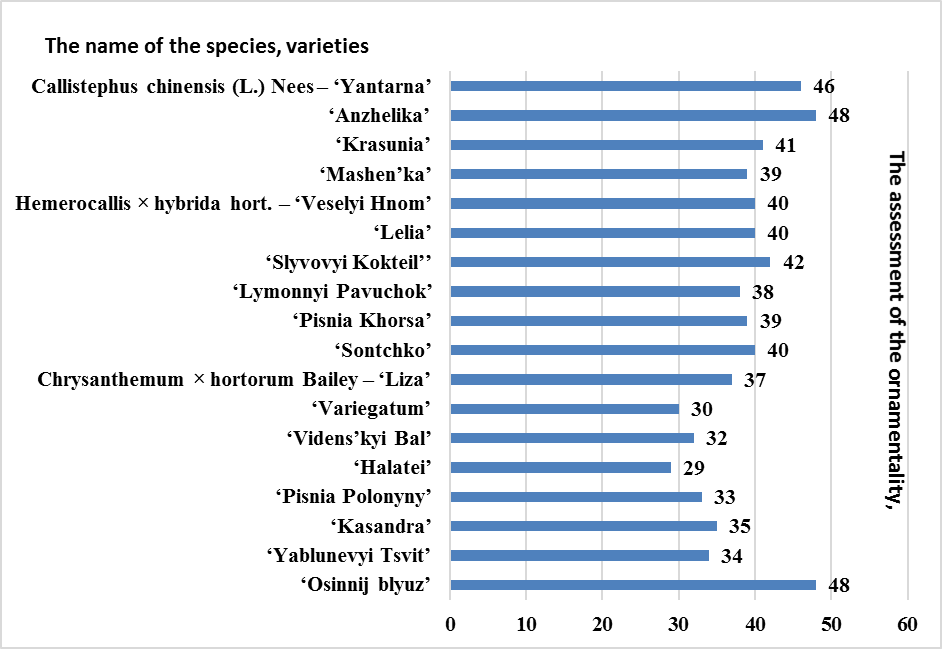 The name of the species, varieties
Callistephus chinensis (L.) Nees – ‘Yantarna’ 46
‘Anzhelika’ 48
‘Krasunia’ 41
‘Mashen’ka’ 39
Hemerocallis × hybrida hort. – ‘Veselyi Hnom’ 40
‘Lelia’ 40
‘Slyvovyi Kokteil’’ 42
‘Lymonnyi Pavuchok’ 38
‘Pisnia Khorsa’ 39
‘Sontchko’ 40
Chrysanthemum × hortorum Bailey – ‘Liza’ 37
‘Variegatum’ 30
‘Videns’kyi Bal’ 32
‘Halatei’ 29
‘Pisnia Polonyny’ 33
‘Kasandra’ 35
‘Yablunevyi Tsvit’ 34
‘Osinnij blyuz’ 48
0 10 20 30 40 50 60
The assessment of the ornamentality,